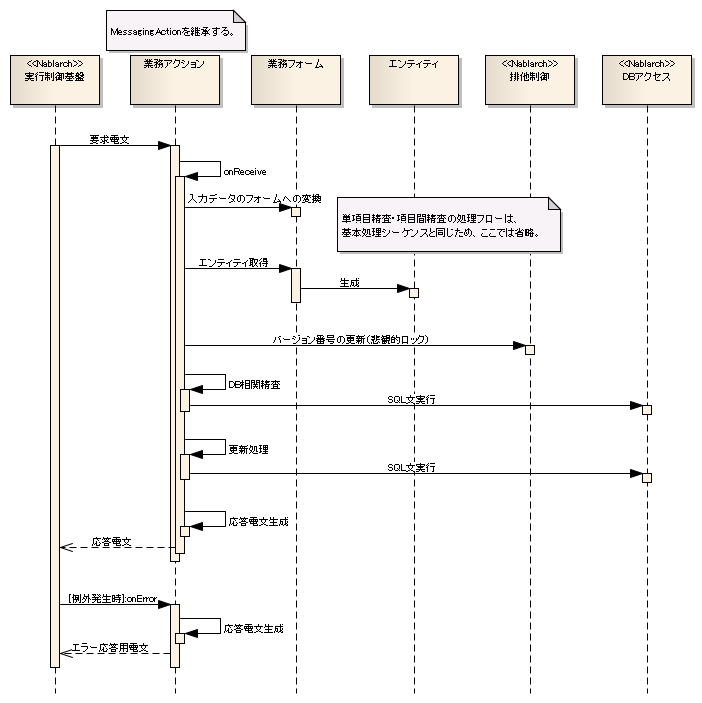 MessagingActionを継承する。
<<Nablarch>>
実行制御基盤
業務アクション
業務フォーム
エンティティ
<<Nablarch>>
排他制御
<<Nablarch>>
DBアクセス
要求電文
onReceive
入力データのフォームへの変換
単項目精査・項目間精査の処理フローは、
基本処理シーケンスと同じため、ここでは省略。
エンティティ取得
生成
バージョン番号の更新(悲観的ロック)
DB相関精査
SQL文実行
更新処理
SQL文実行
応答電文生成
応答電文
[例外発生時]:onError
応答電文生成
エラー応答用電文